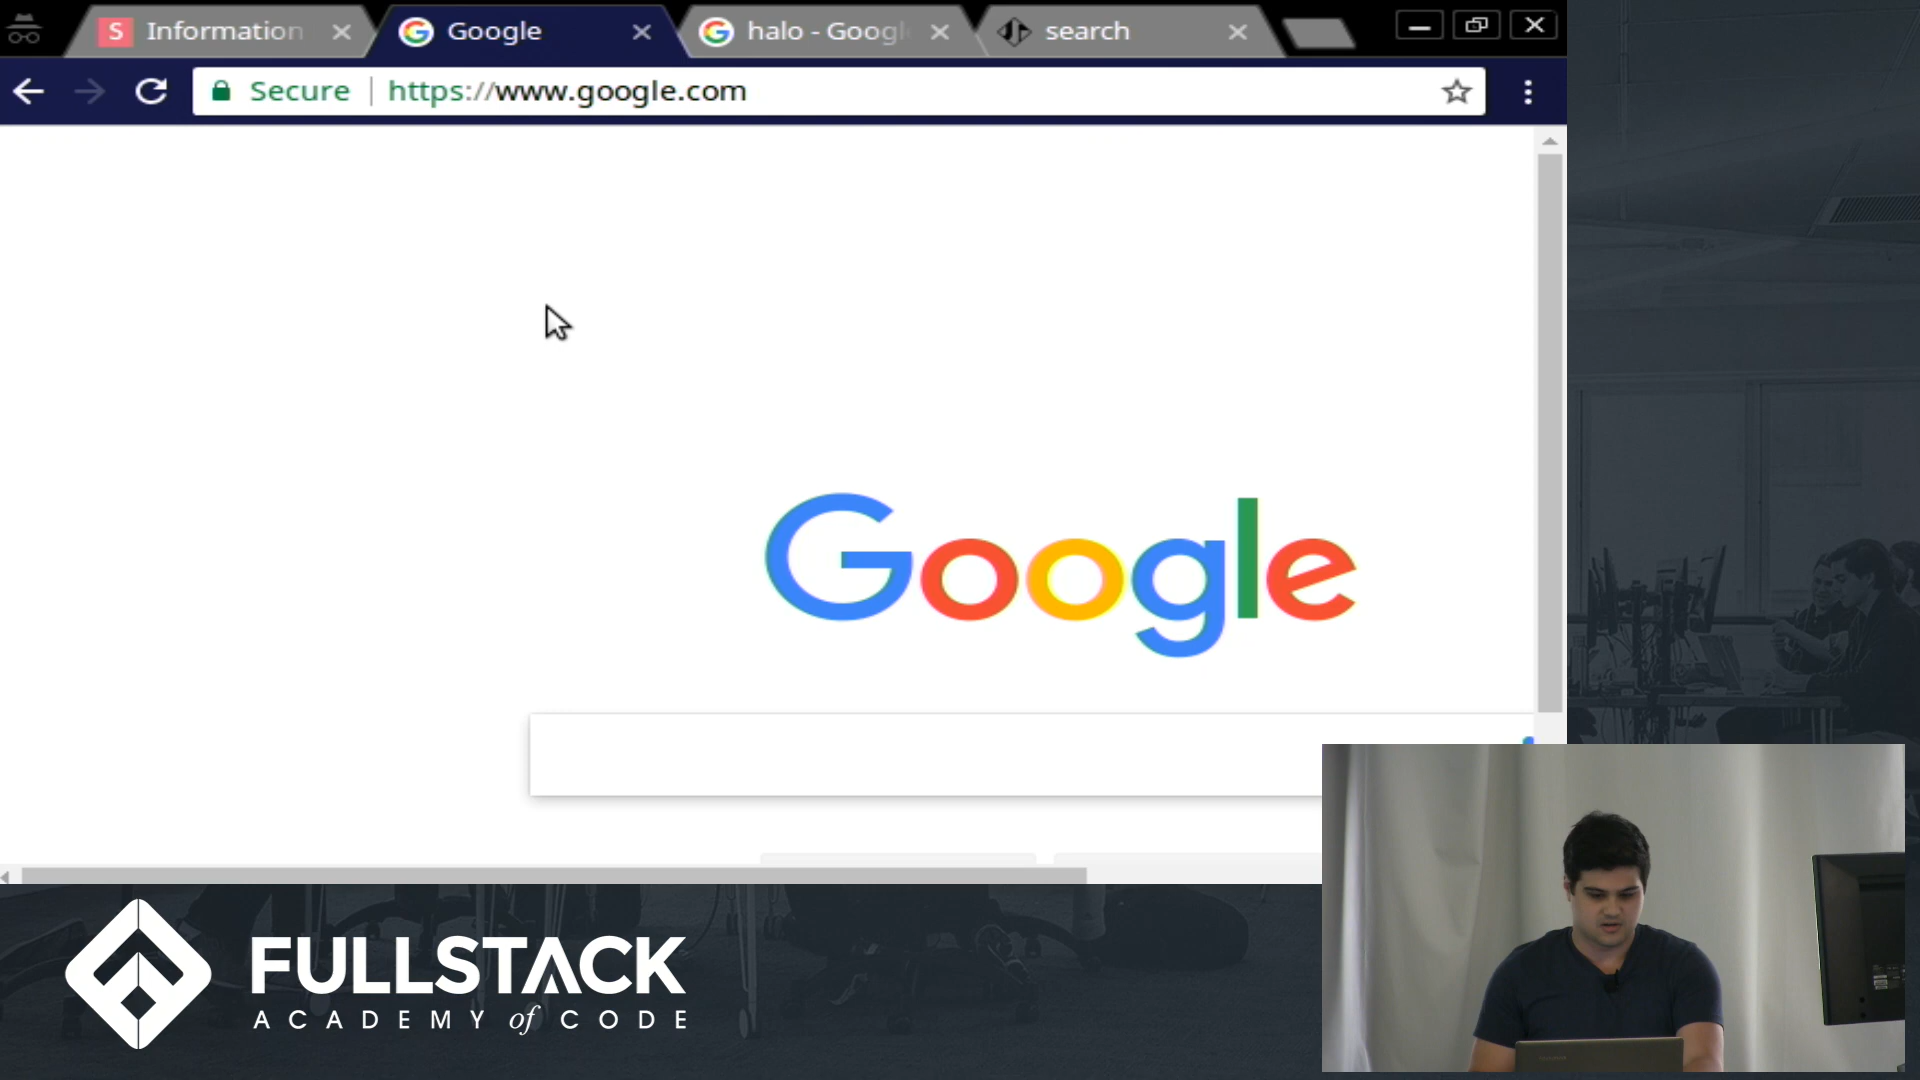 S Information
Google
halo - Googl
search
Secure
https://www.google.com
Google
FULLSTACK
ACADEMY of CODE